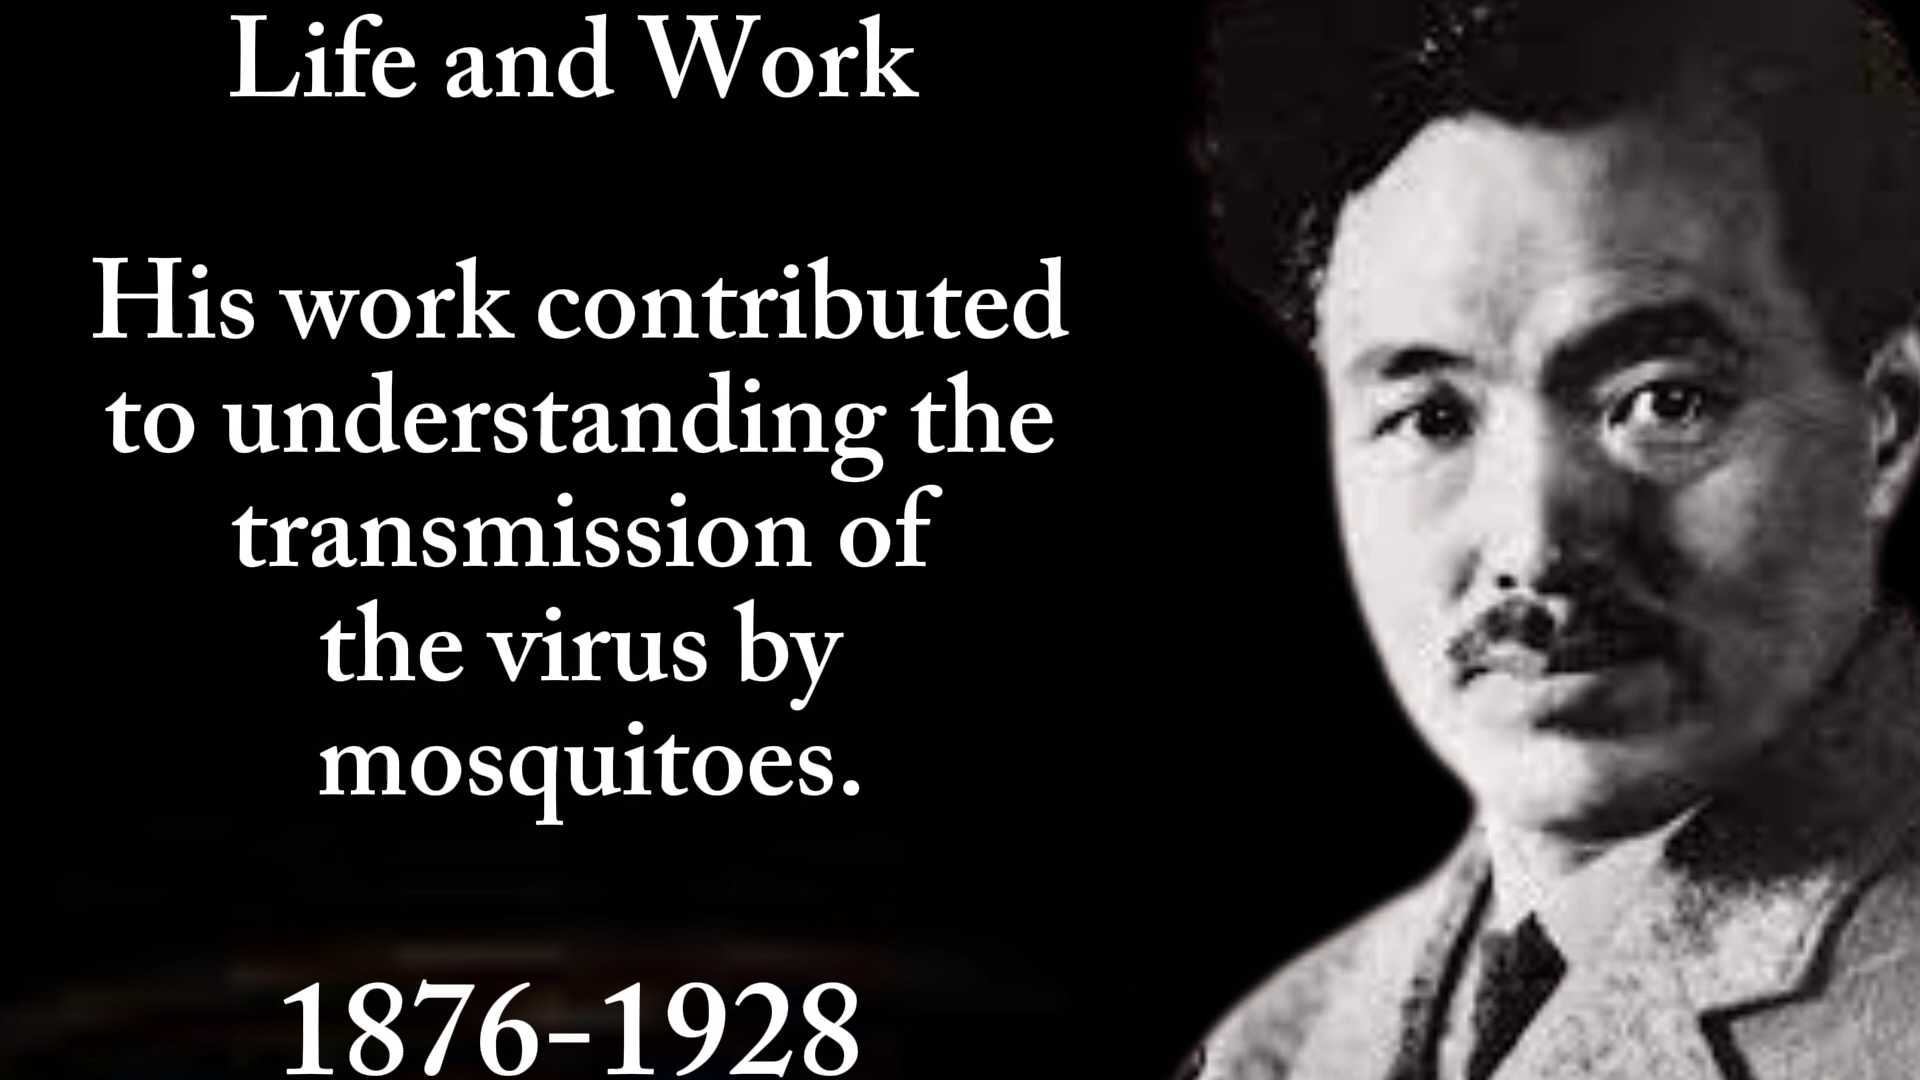 Life and Work
His work contributed
to understanding the
transmission of
the virus by
mosquitoes.
1876-1928